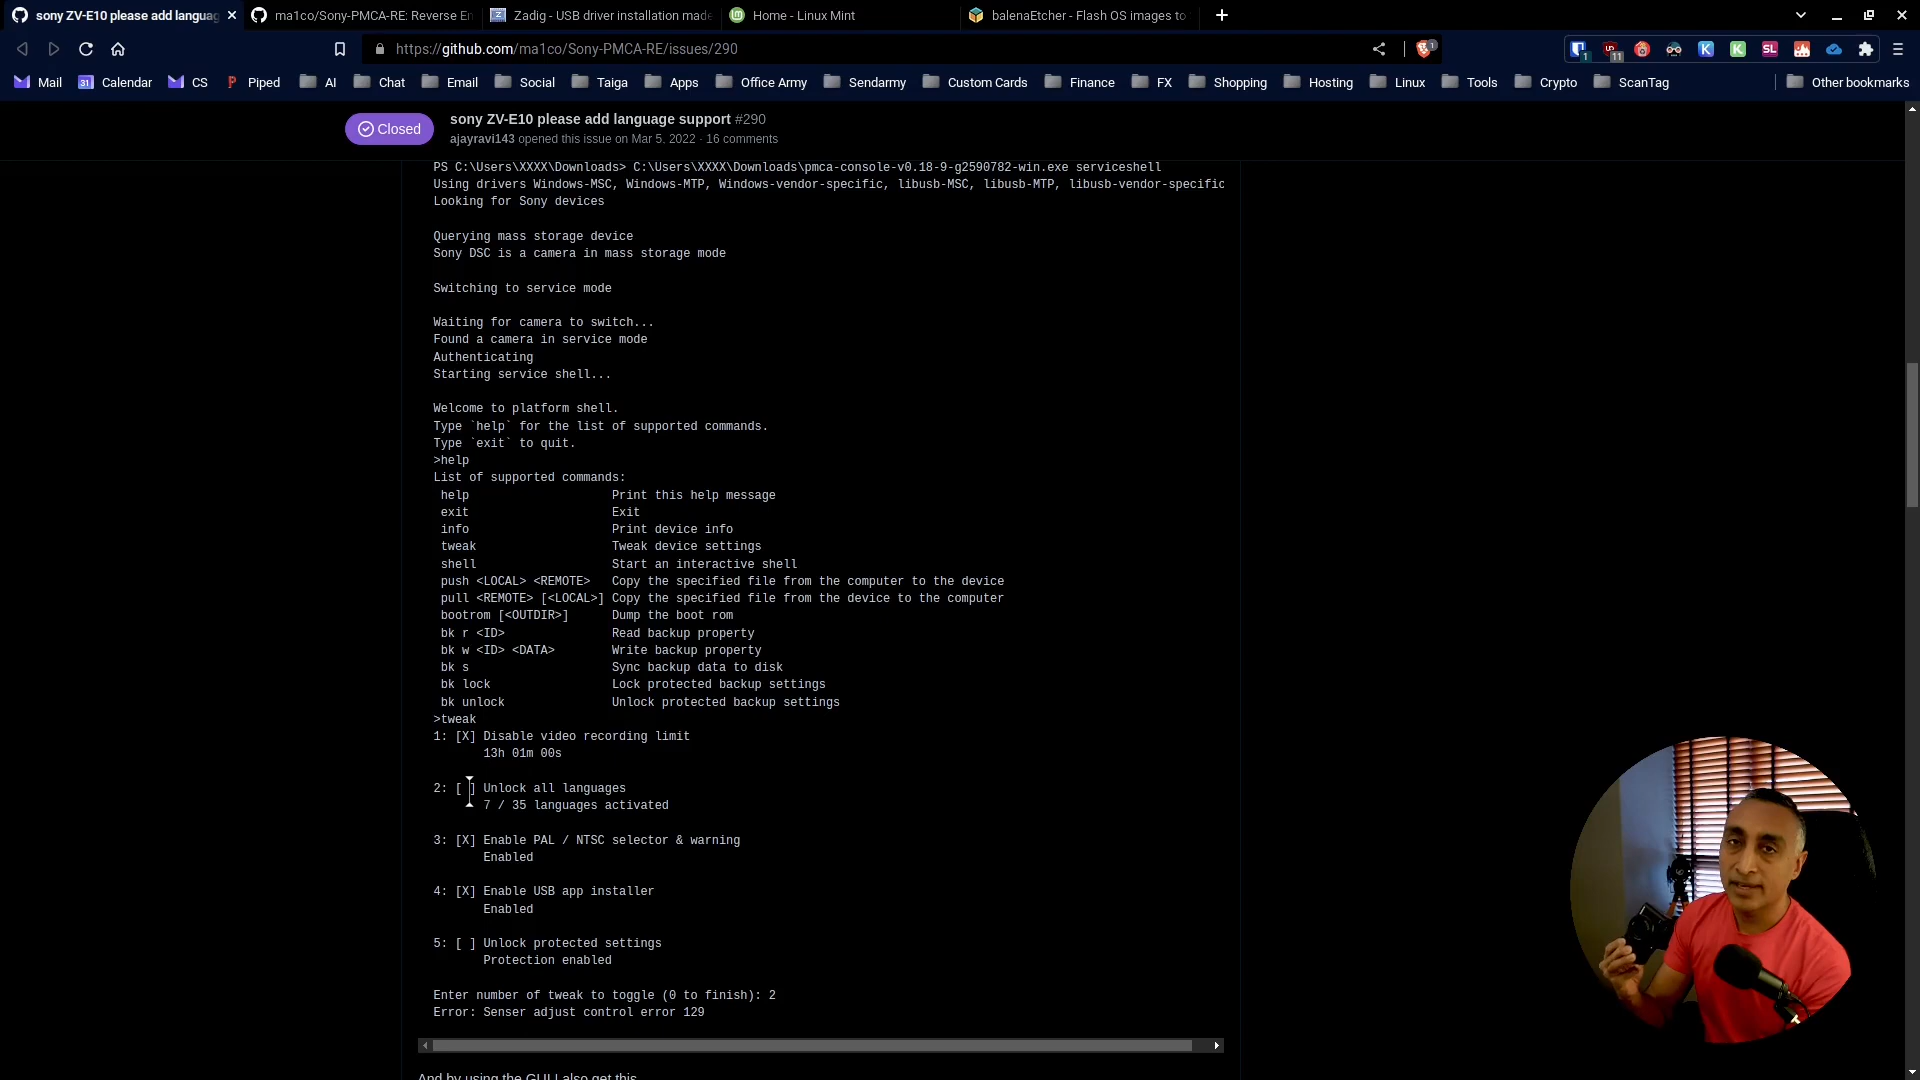 sony ZV-E10 please add languag
ma1co/Sony-PMCA-RE: Reverse En
Zadig - USB driver installation made
Home - Linux Mint
balenaEtcher - Flash OS images to
https://github.com/ma1co/Sony-PMCA-RE/issues/290
1
1
11
K
K
SL
Mail
31 Calendar
CS
Piped
AI
Chat
Email
Social
Taiga
Apps
Office Army
Sendarmy
Custom Cards
Finance
FX
Shopping
Hosting
Linux
Tools
Crypto
ScanTag
Other bookmarks
Closed
sony ZV-E10 please add language support #290
ajayravi143 opened this issue on Mar 5, 2022 · 16 comments
PS C:\Users\XXXX\Downloads> C:\Users\XXXX\Downloads\pmca-console-v0.18-9-g2590782-win.exe serviceshell
Using drivers Windows-MSC, Windows-MTP, Windows-vendor-specific, libusb-MSC, libusb-MTP, libusb-vendor-specific
Looking for Sony devices
Querying mass storage device
Sony DSC is a camera in mass storage mode
Switching to service mode
Waiting for camera to switch...
Found a camera in service mode
Authenticating
Starting service shell...
Welcome to platform shell.
Type `help` for the list of supported commands.
Type `exit` to quit.
>help
List of supported commands:
help Print this help message
exit Exit
info Print device info
tweak Tweak device settings
shell Start an interactive shell
push <LOCAL> <REMOTE> Copy the specified file from the computer to the device
pull <REMOTE> [<LOCAL>] Copy the specified file from the device to the computer
bootrom [<OUTDIR>] Dump the boot rom
bk r <ID> Read backup property
bk w <ID> <DATA> Write backup property
bk s Sync backup data to disk
bk lock Lock protected backup settings
bk unlock Unlock protected backup settings
>tweak
1: [X] Disable video recording limit
13h 01m 00s
2: [ ] Unlock all languages
7 / 35 languages activated
3: [X] Enable PAL / NTSC selector & warning
Enabled
4: [X] Enable USB app installer
Enabled
5: [ ] Unlock protected settings
Protection enabled
Enter number of tweak to toggle (0 to finish): 2
Error: Senser adjust control error 129
And by using the GUI I also get this